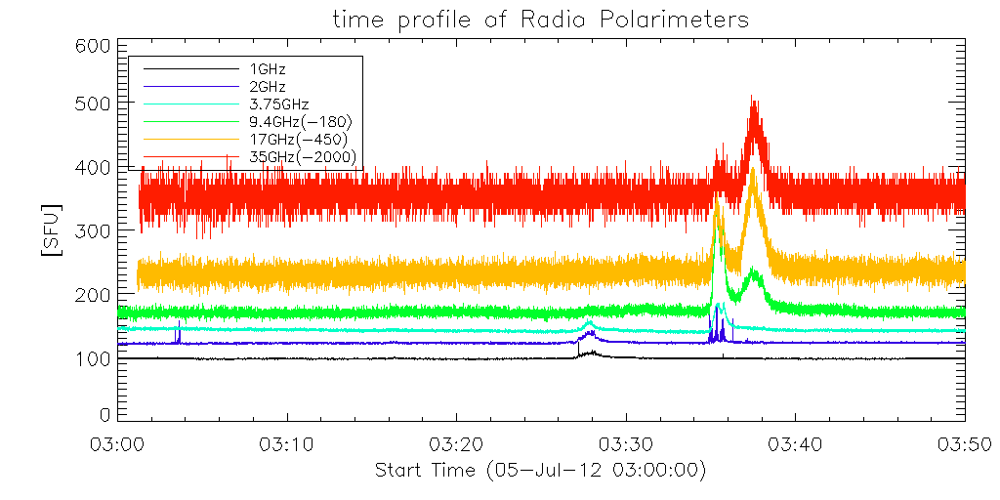 time profile of Radio Polarimeters
600
500
400
300
200
100
0
[SFU]
1GHz
2GHz
3.75GHz
9.4GHz(−180)
17GHz(−450)
35GHz(−2000)
03:00 03:10 03:20 03:30 03:40 03:50
Start Time (05−Jul−12 03:00:00)